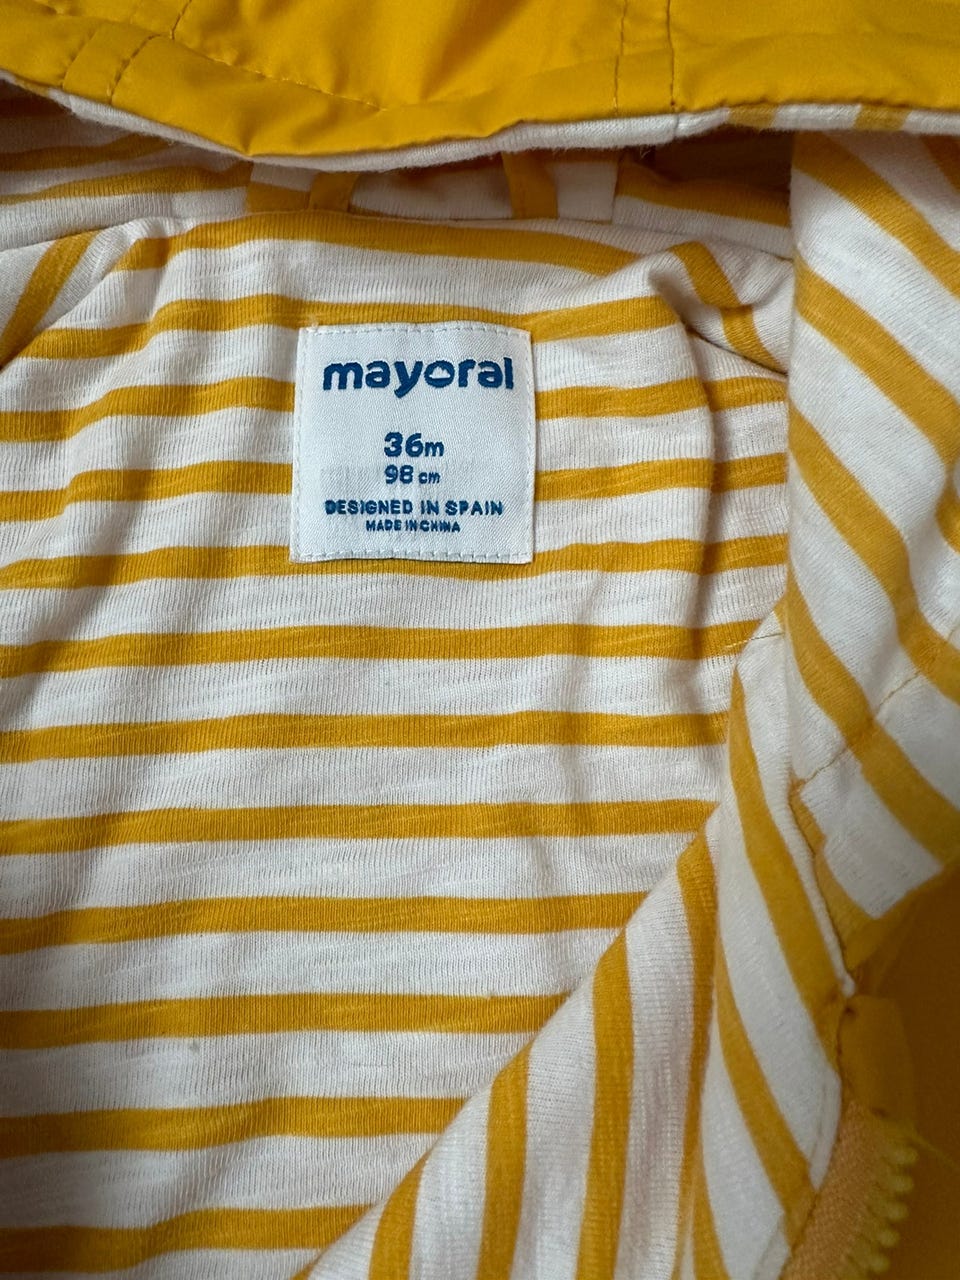 mayoral
36m
98 cm
DESIGNED IN SPAIN
MADE IN CHINA